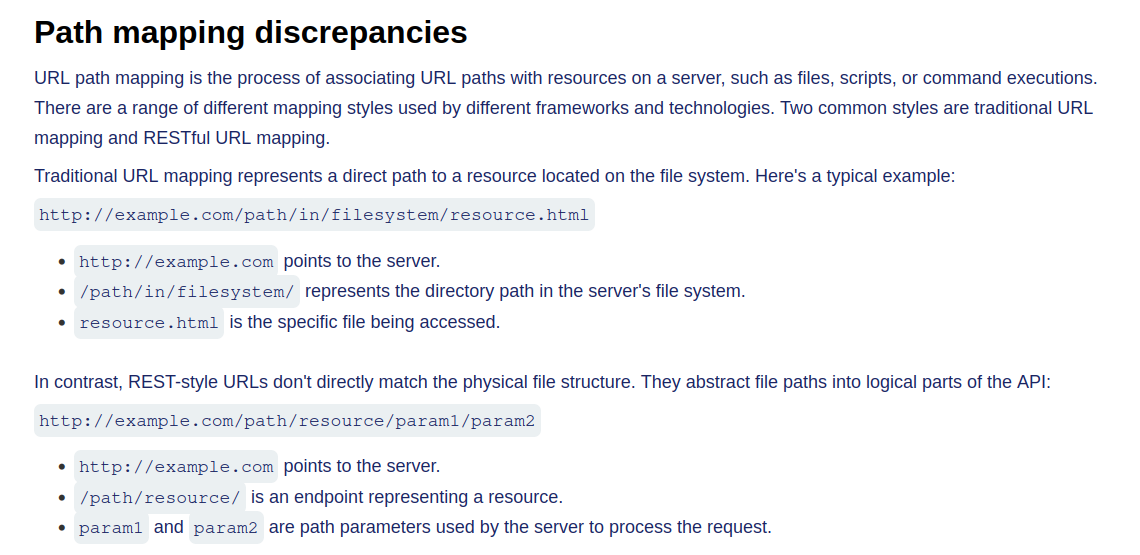 Path mapping discrepancies
URL path mapping is the process of associating URL paths with resources on a server, such as files, scripts, or command executions.
There are a range of different mapping styles used by different frameworks and technologies. Two common styles are traditional URL
mapping and RESTful URL mapping.
Traditional URL mapping represents a direct path to a resource located on the file system. Here's a typical example:
http://example.com/path/in/filesystem/resource.html
• http://example.com points to the server.
• /path/in/filesystem/ represents the directory path in the server's file system.
• resource.html is the specific file being accessed.
In contrast, REST-style URLs don't directly match the physical file structure. They abstract file paths into logical parts of the API:
http://example.com/path/resource/param1/param2
• http://example.com points to the server.
• /path/resource/ is an endpoint representing a resource.
• param1 and param2 are path parameters used by the server to process the request.